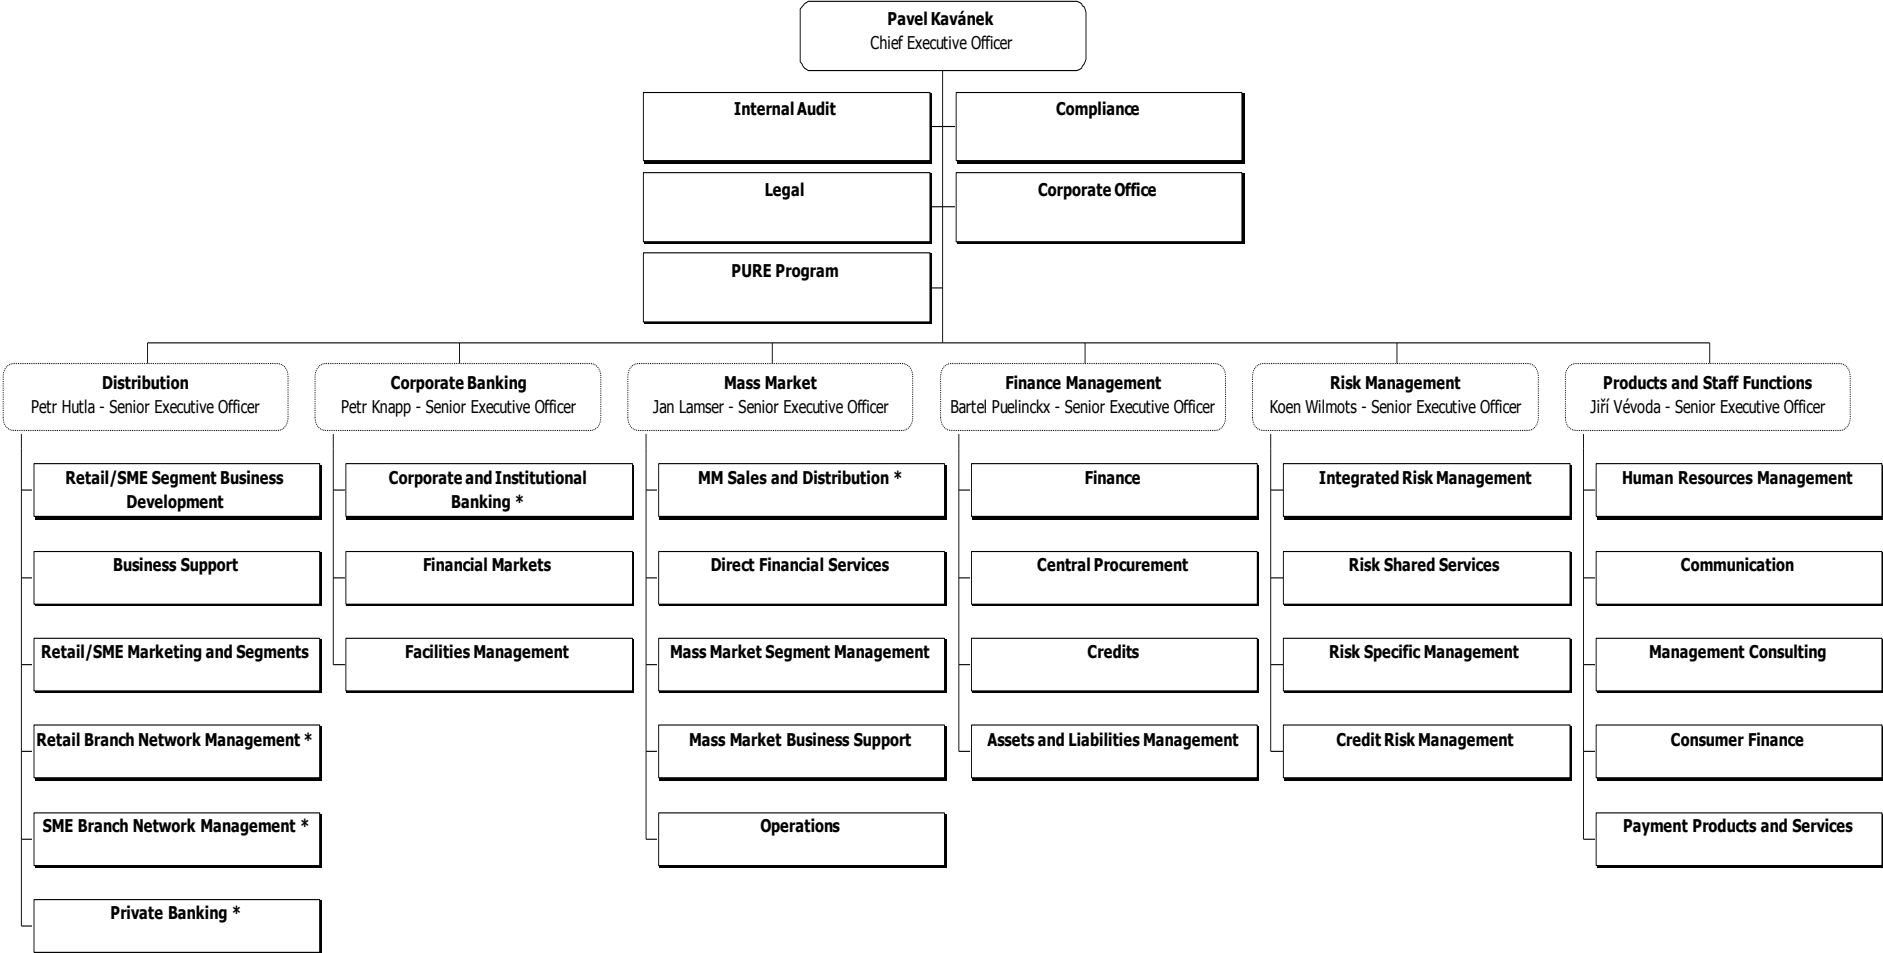 Pavel Kavánek
Chief Executive Officer
Internal Audit
Compliance
Legal
Corporate Office
PURE Program
Distribution
Petr Hutla - Senior Executive Officer
Corporate Banking
Petr Knapp - Senior Executive Officer
Mass Market
Jan Lamser - Senior Executive Officer
Finance Management
Bartel Puelinckx - Senior Executive Officer
Risk Management
Koen Wilmots - Senior Executive Officer
Products and Staff Functions
Jiří Vévoda - Senior Executive Officer
Retail/SME Segment Business
Development
Business Support
Retail/SME Marketing and Segments
Retail Branch Network Management *
SME Branch Network Management *
Private Banking *
Corporate and Institutional
Banking *
Financial Markets
Facilities Management
MM Sales and Distribution *
Direct Financial Services
Mass Market Segment Management
Mass Market Business Support
Operations
Finance
Central Procurement
Credits
Assets and Liabilities Management
Integrated Risk Management
Risk Shared Services
Risk Specific Management
Credit Risk Management
Human Resources Management
Communication
Management Consulting
Consumer Finance
Payment Products and Services